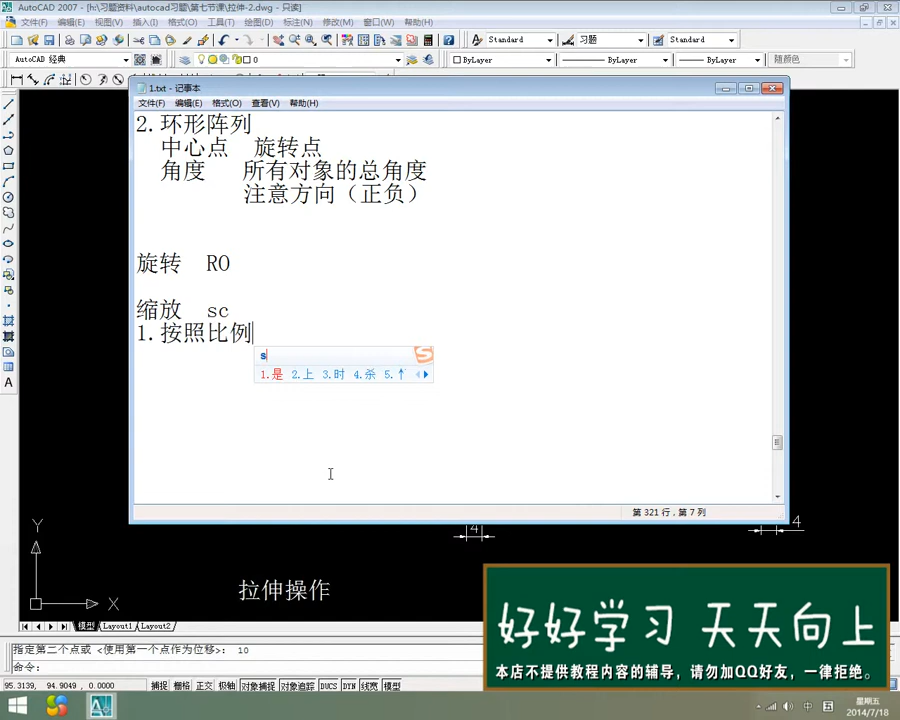 AutoCAD 2007 - [h:\习题资料\autocad习题\第七节课\拉伸-2.dwg - 只读]
文件(F) 编辑(E) 视图(V) 插入(I) 格式(O) 工具(T) 绘图(D) 标注(N) 修改(M) 窗口(W) 帮助(H)
Standard 习题 Standard
AutoCAD 经典 0 ByLayer ByLayer ByLayer 随颜色
1.txt - 记事本
文件(F) 编辑(E) 格式(O) 查看(V) 帮助(H)
2.环形阵列
中心点 旋转点
角度 所有对象的总角度
注意方向（正负）
旋转 RO
缩放 sc
1.按照比例
s
1.是 2.上 3.时 4.杀 5.↑
第 321 行，第 7 列
4 4
Y
X
拉伸操作
模型 Layout1 Layout2
指定第二个点或 <使用第一个点作为位移>: 10
命令:
95.3139, 94.9049, 0.0000 捕捉 栅格 正交 极轴 对象捕捉 对象追踪 DUCS DYN 线宽 模型
好好学习 天天向上
本店不提供教程内容的辅导，请勿加QQ好友，一律拒绝。
中 五
星期五
2014/7/18